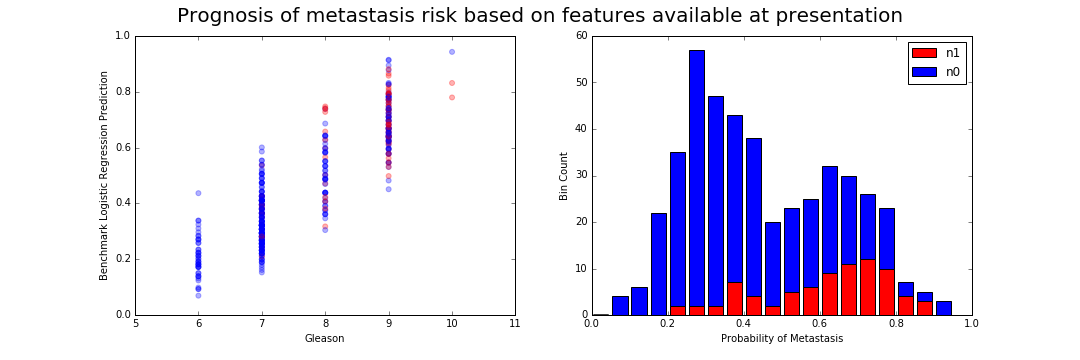 Prognosis of metastasis risk based on features available at presentation
Benchmark Logistic Regression Prediction
1.0
0.8
0.6
0.4
0.2
0.0
5 6 7 8 9 10 11
Gleason
Bin Count
60
50
40
30
20
10
0
0.0 0.2 0.4 0.6 0.8 1.0
Probability of Metastasis
n1
n0